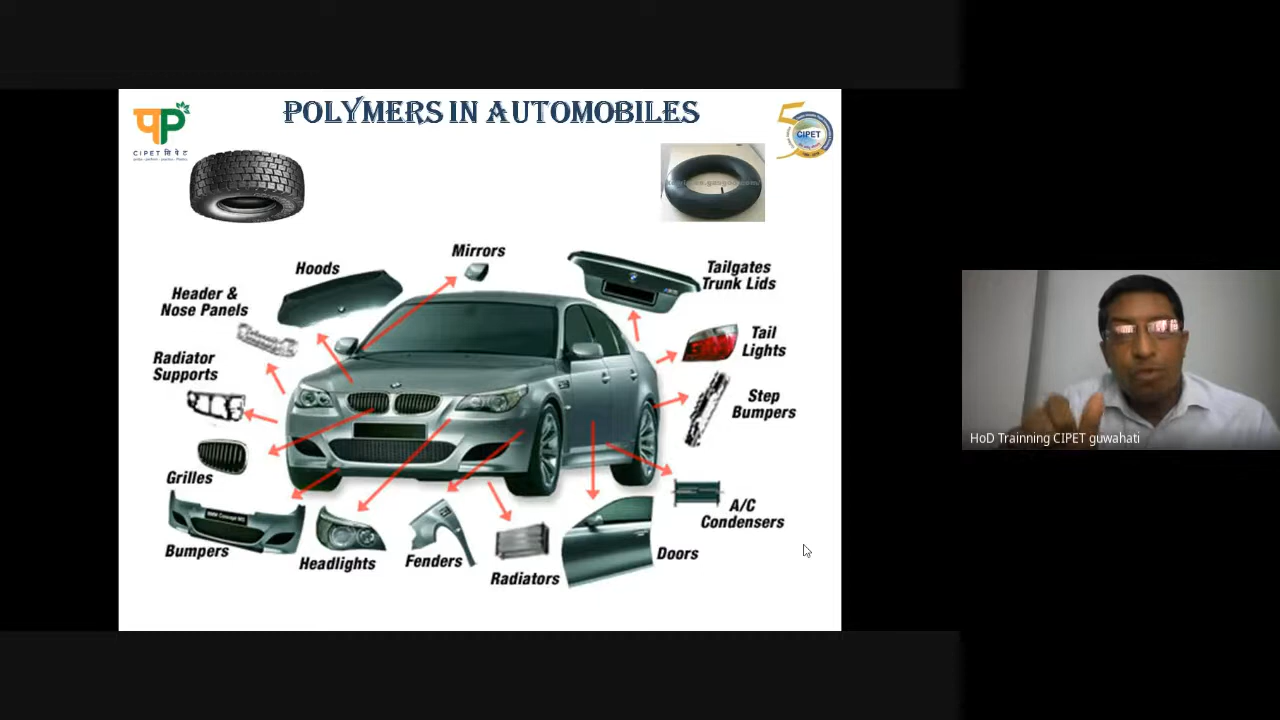 POLYMERS IN AUTOMOBILES
CIPET सिपेट
CIPET
Mirrors
Hoods
Tailgates
Trunk Lids
Header &
Nose Panels
Tail
Lights
Radiator
Supports
Step
Bumpers
Grilles
A/C
Condensers
Bumpers
Headlights
Fenders
Radiators
Doors
HoD Trainning CIPET guwahati